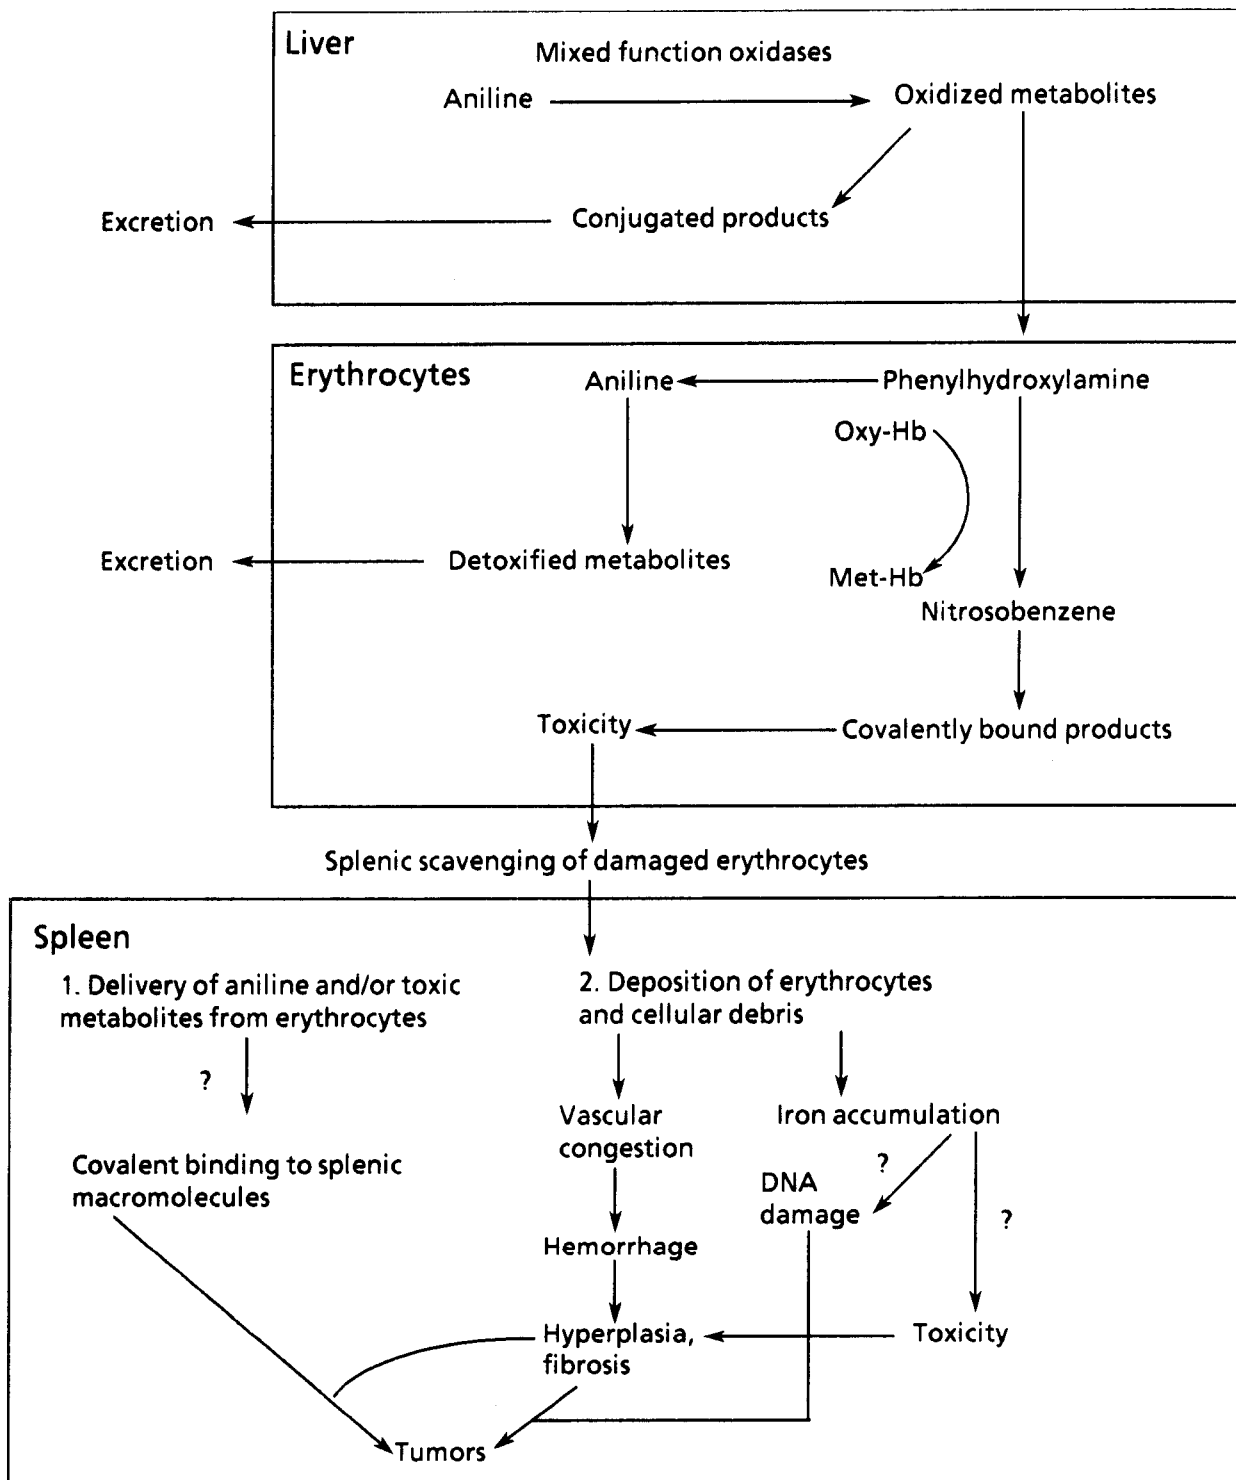 Liver
Mixed function oxidases
Aniline
Oxidized metabolites
Excretion
Conjugated products
Erythrocytes
Aniline
Phenylhydroxylamine
Oxy-Hb
Excretion
Detoxified metabolites
Met-Hb
Nitrosobenzene
Toxicity
Covalently bound products
Splenic scavenging of damaged erythrocytes
Spleen
1. Delivery of aniline and/or toxic
metabolites from erythrocytes
2. Deposition of erythrocytes
and cellular debris
?
Vascular
congestion
Iron accumulation
Covalent binding to splenic
macromolecules
?
DNA
damage
?
Hemorrhage
Hyperplasia,
fibrosis
Toxicity
Tumors